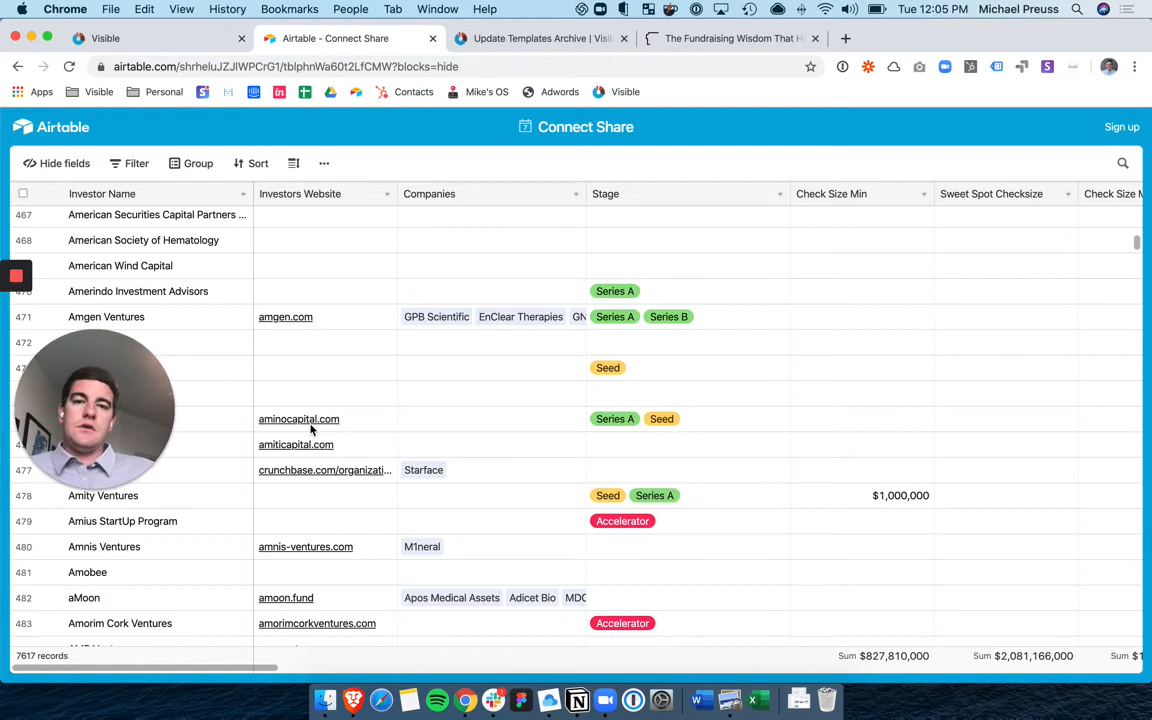 Chrome File Edit View History Bookmarks People Tab Window Help Tue 12:05 PM Michael Preuss
Visible Airtable - Connect Share Update Templates Archive | Visi The Fundraising Wisdom That H
airtable.com/shrheluJZJlWPCrG1/tblphnWa60t2LfCMW?blocks=hide
Apps Visible Personal Contacts Mike's OS Adwords Visible
Airtable Connect Share Sign up
Hide fields Filter Group Sort
Investor Name Investors Website Companies Stage Check Size Min Sweet Spot Checksize Check Size M
467 American Securities Capital Partners ...
468 American Society of Hematology
American Wind Capital
Amerindo Investment Advisors Series A
471 Amgen Ventures amgen.com GPB Scientific EnClear Therapies GN Series A Series B
472
Seed
aminocapital.com Series A Seed
amiticapital.com
477 crunchbase.com/organizati... Starface
478 Amity Ventures Seed Series A $1,000,000
479 Amius StartUp Program Accelerator
480 Amnis Ventures amnis-ventures.com M1neral
481 Amobee
482 aMoon amoon.fund Apos Medical Assets Adicet Bio MDC
483 Amorim Cork Ventures amorimcorkventures.com Accelerator
7617 records Sum $827,810,000 Sum $2,081,166,000 Sum $1